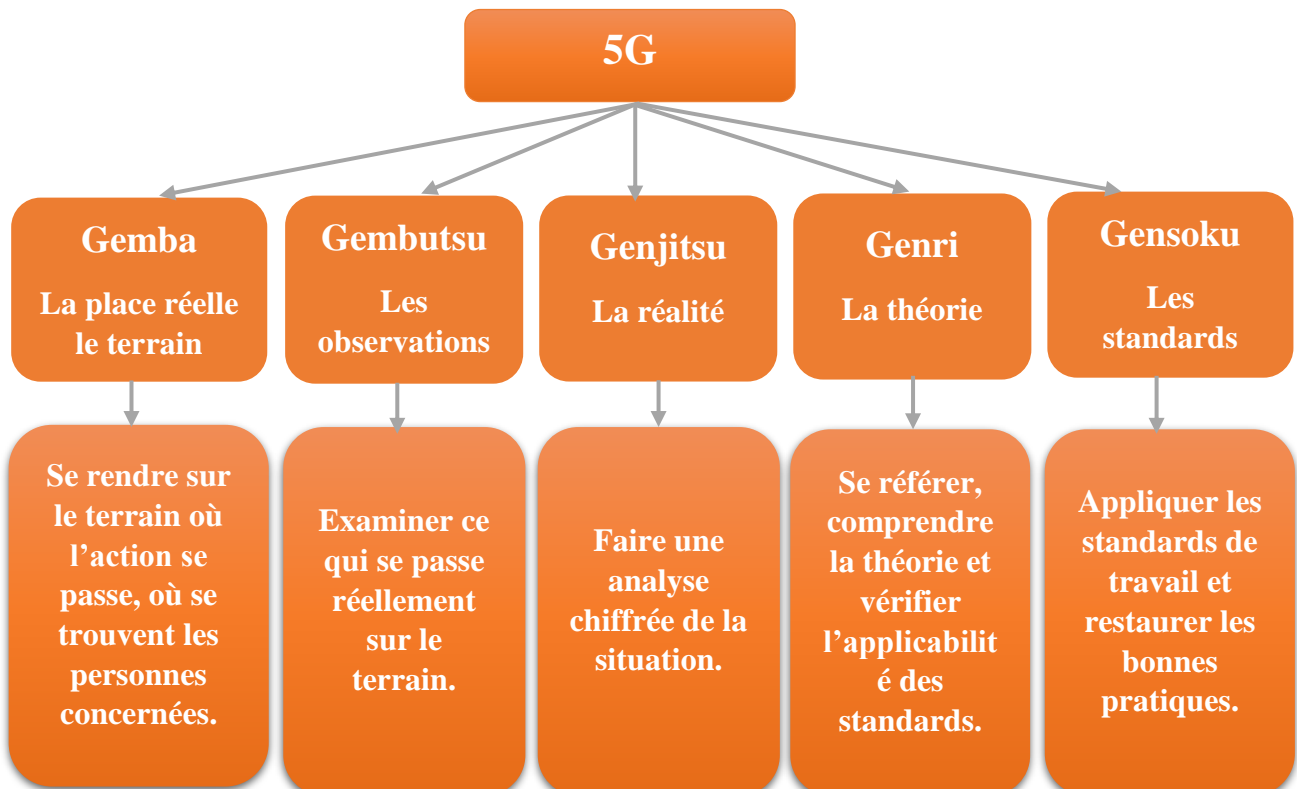 5G
Gemba
La place réelle
le terrain
Gembutsu
Les
observations
Genjitsu
La réalité
Genri
La théorie
Gensoku
Les
standards
Se rendre sur
le terrain où
l’action se
passe, où se
trouvent les
personnes
concernées.
Examiner ce
qui se passe
réellement
sur le
terrain.
Faire une
analyse
chiffrée de la
situation.
Se référer,
comprendre
la théorie et
vérifier
l’applicabilit
é des
standards.
Appliquer les
standards de
travail et
restaurer les
bonnes
pratiques.